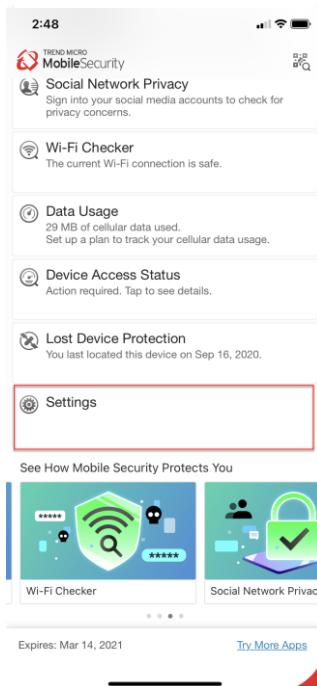 2:48
TREND MICRO
MobileSecurity
Social Network Privacy
Sign into your social media accounts to check for
privacy concerns.
Wi-Fi Checker
The current Wi-Fi connection is safe.
Data Usage
29 MB of cellular data used.
Set up a plan to track your cellular data usage.
Device Access Status
Action required. Tap to see details.
Lost Device Protection
You last located this device on Sep 16, 2020.
Settings
See How Mobile Security Protects You
*****
*****
Wi-Fi Checker
Social Network Privac
Expires: Mar 14, 2021
Try More Apps